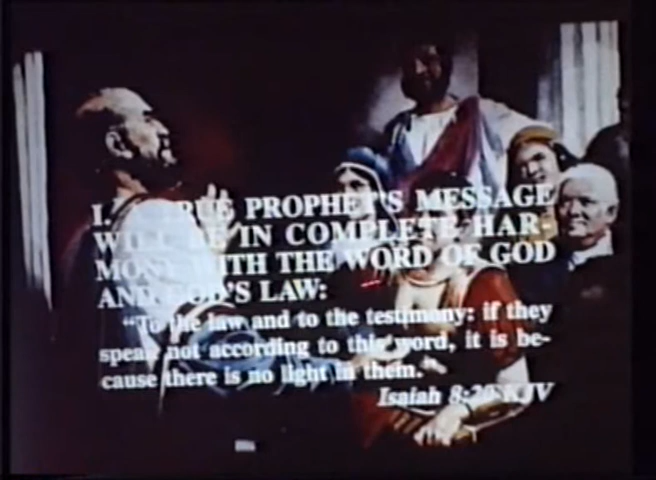 I. A TRUE PROPHET'S MESSAGE
WILL BE IN COMPLETE HAR-
MONY WITH THE WORD OF GOD
AND GOD'S LAW:
"To the law and to the testimony: if they
speak not according to this word, it is be-
cause there is no light in them."
Isaiah 8:20 KJV